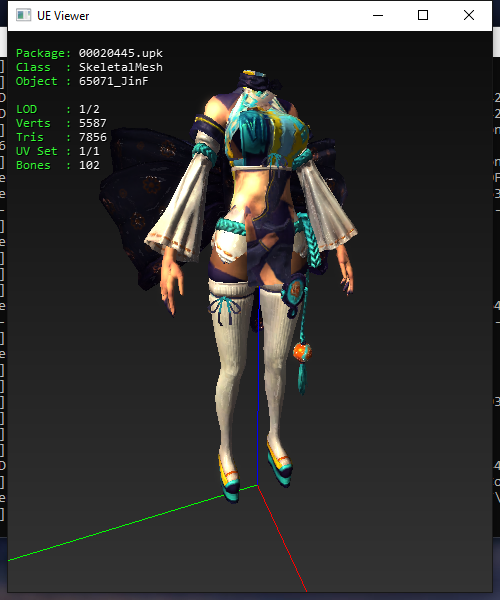 UE Viewer
Package: 00020445.upk
Class : SkeletalMesh
Object : 65071_JinF
LOD : 1/2
Verts : 5587
Tris : 7856
UV Set : 1/1
Bones : 102